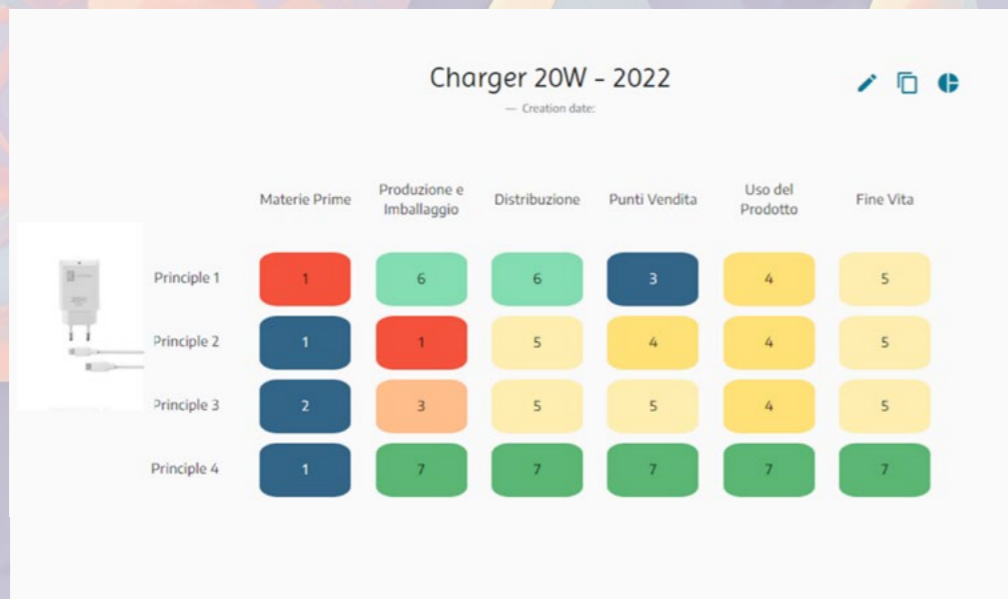 Charger 20W – 2022
— Creation date:
Materie Prime
Produzione e
Imballaggio
Distribuzione
Punti Vendita
Uso del
Prodotto
Fine Vita
Principle 1 1 6 6 3 4 5
Principle 2 1 1 5 4 4 5
Principle 3 2 3 5 5 4 5
Principle 4 1 7 7 7 7 7